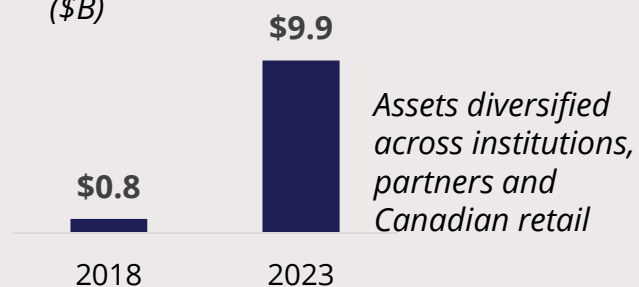 ($B)
$9.9
Assets diversified
across institutions,
partners and
Canadian retail
$0.8
2018 2023